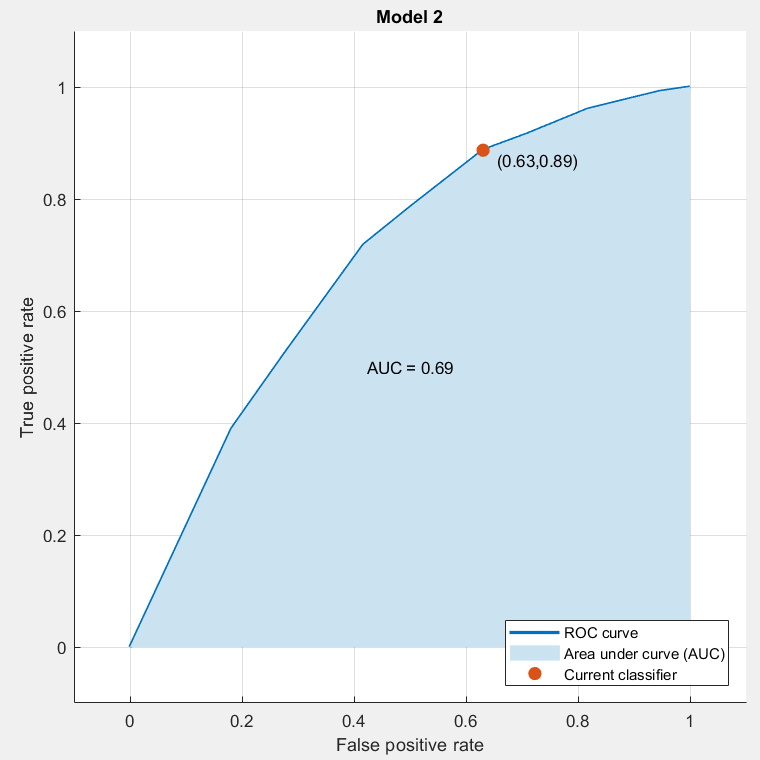 Model 2
1
0.8
0.6
0.4
0.2
0
True positive rate
(0.63,0.89)
AUC = 0.69
ROC curve
Area under curve (AUC)
Current classifier
0
0.2
0.4
0.6
0.8
1
False positive rate